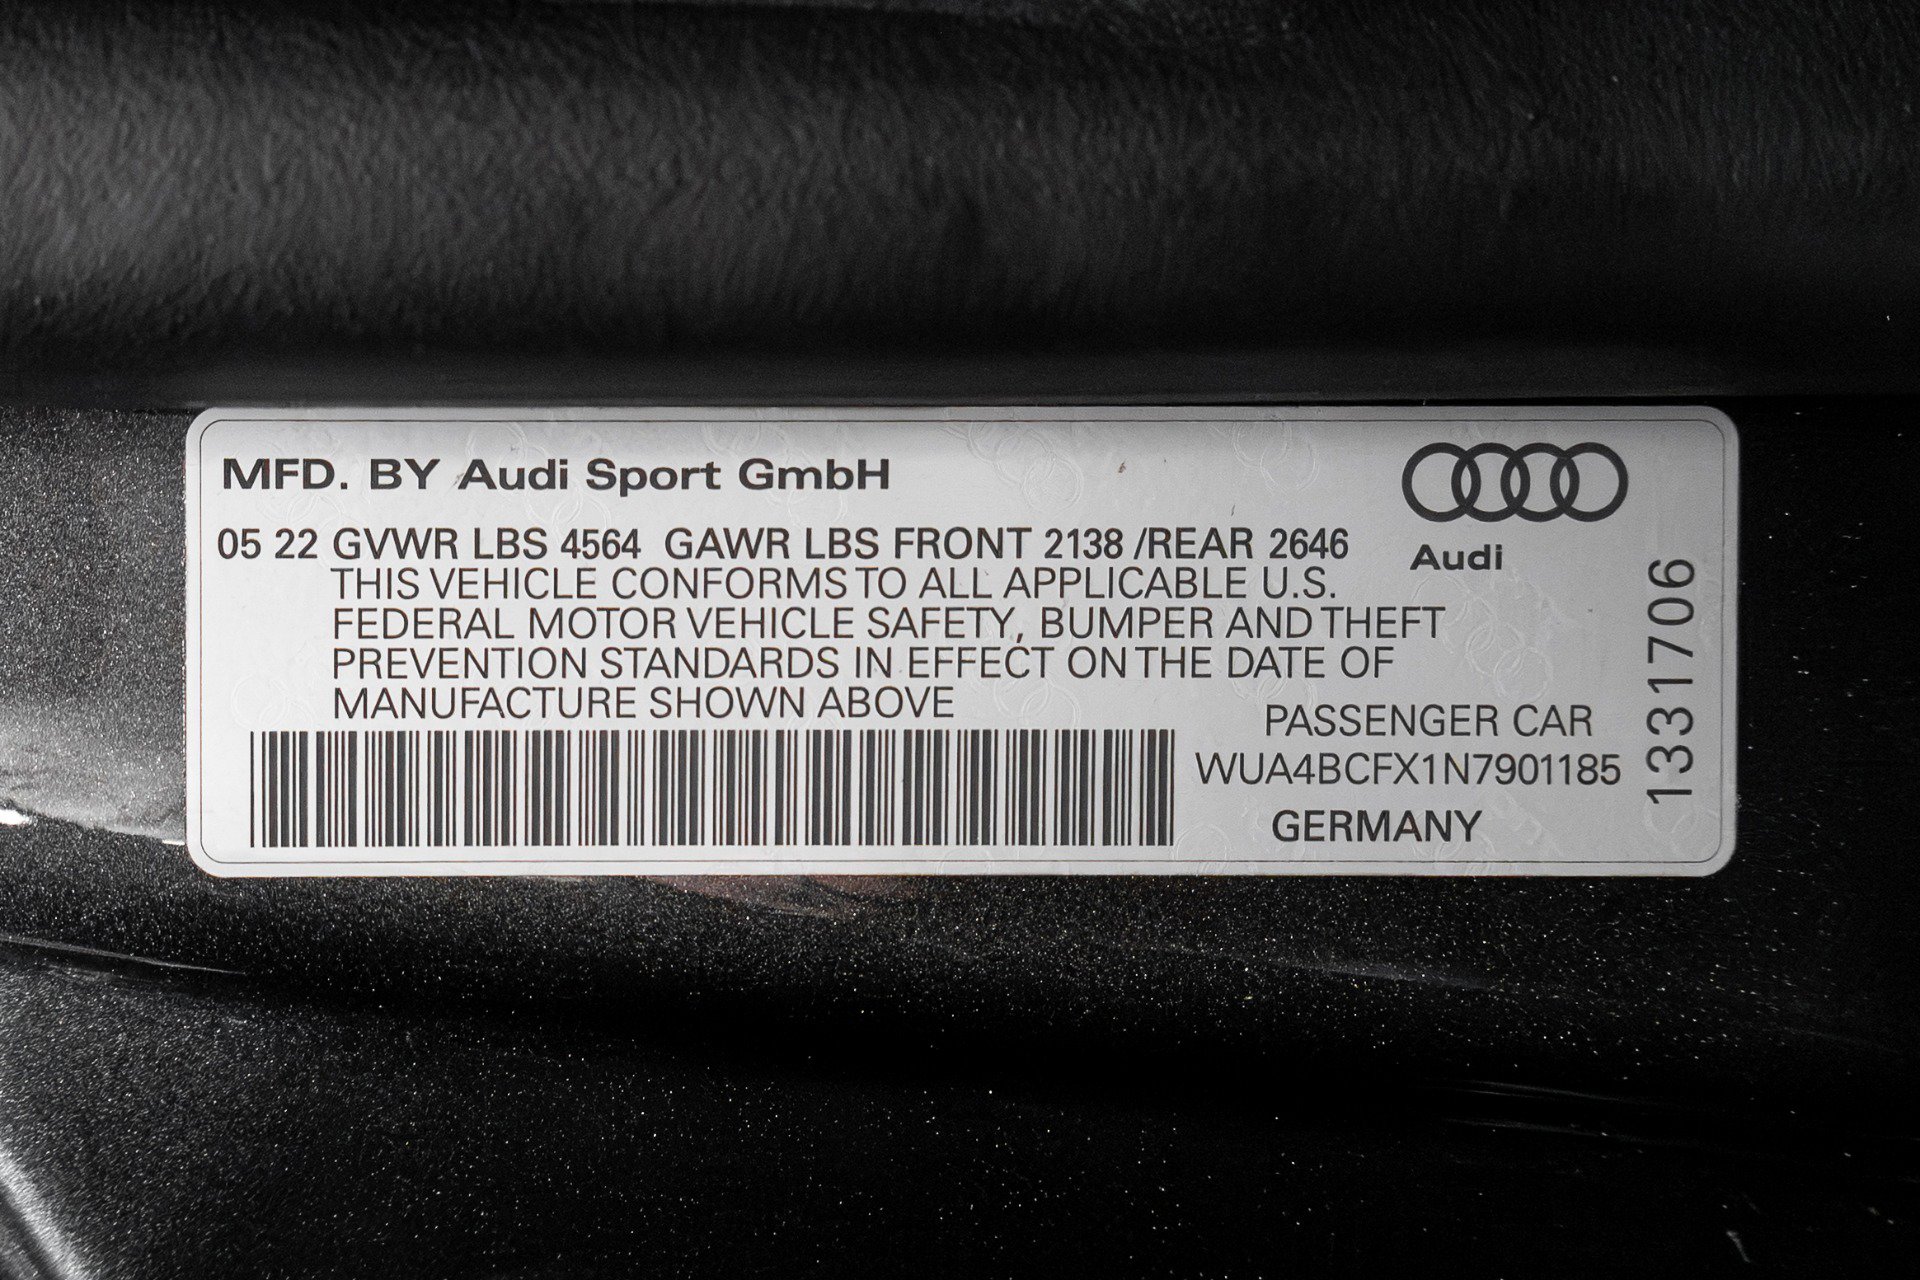 MFD. BY Audi Sport GmbH
05 22 GVWR LBS 4564 GAWR LBS FRONT 2138 /REAR 2646
THIS VEHICLE CONFORMS TO ALL APPLICABLE U.S.
FEDERAL MOTOR VEHICLE SAFETY, BUMPER AND THEFT
PREVENTION STANDARDS IN EFFECT ON THE DATE OF
MANUFACTURE SHOWN ABOVE
Audi
PASSENGER CAR
WUA4BCFX1N7901185
GERMANY
1331706